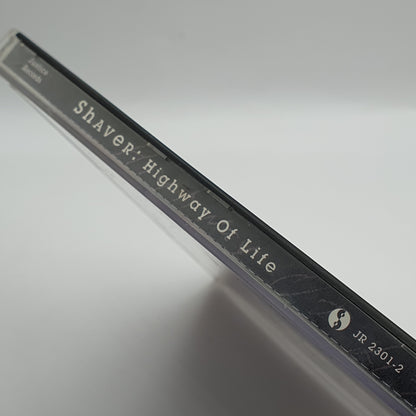 Justice
Records
ShAVeR: Highway Of Life
JR 2301-2